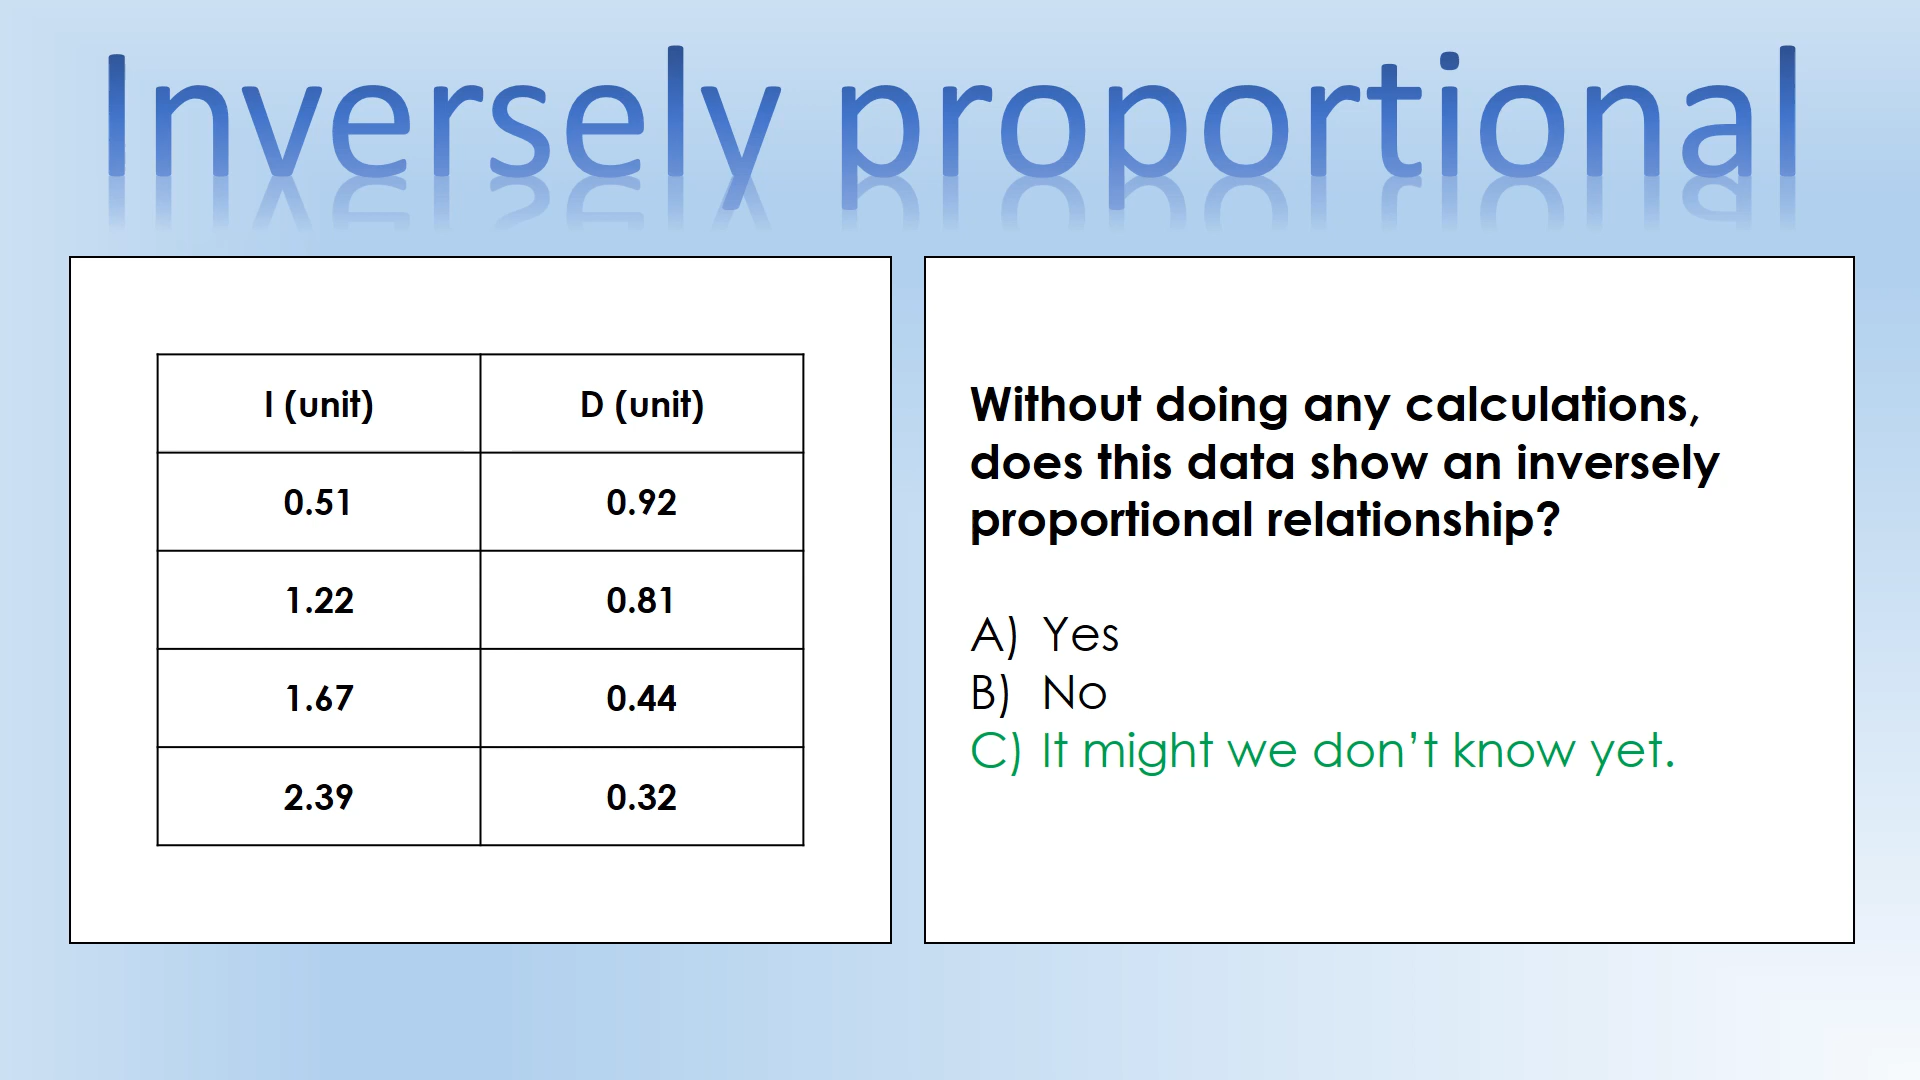 Inversely proportional
I (unit) D (unit)
0.51 0.92
1.22 0.81
1.67 0.44
2.39 0.32
Without doing any calculations,
does this data show an inversely
proportional relationship?
A) Yes
B) No
C) It might we don’t know yet.